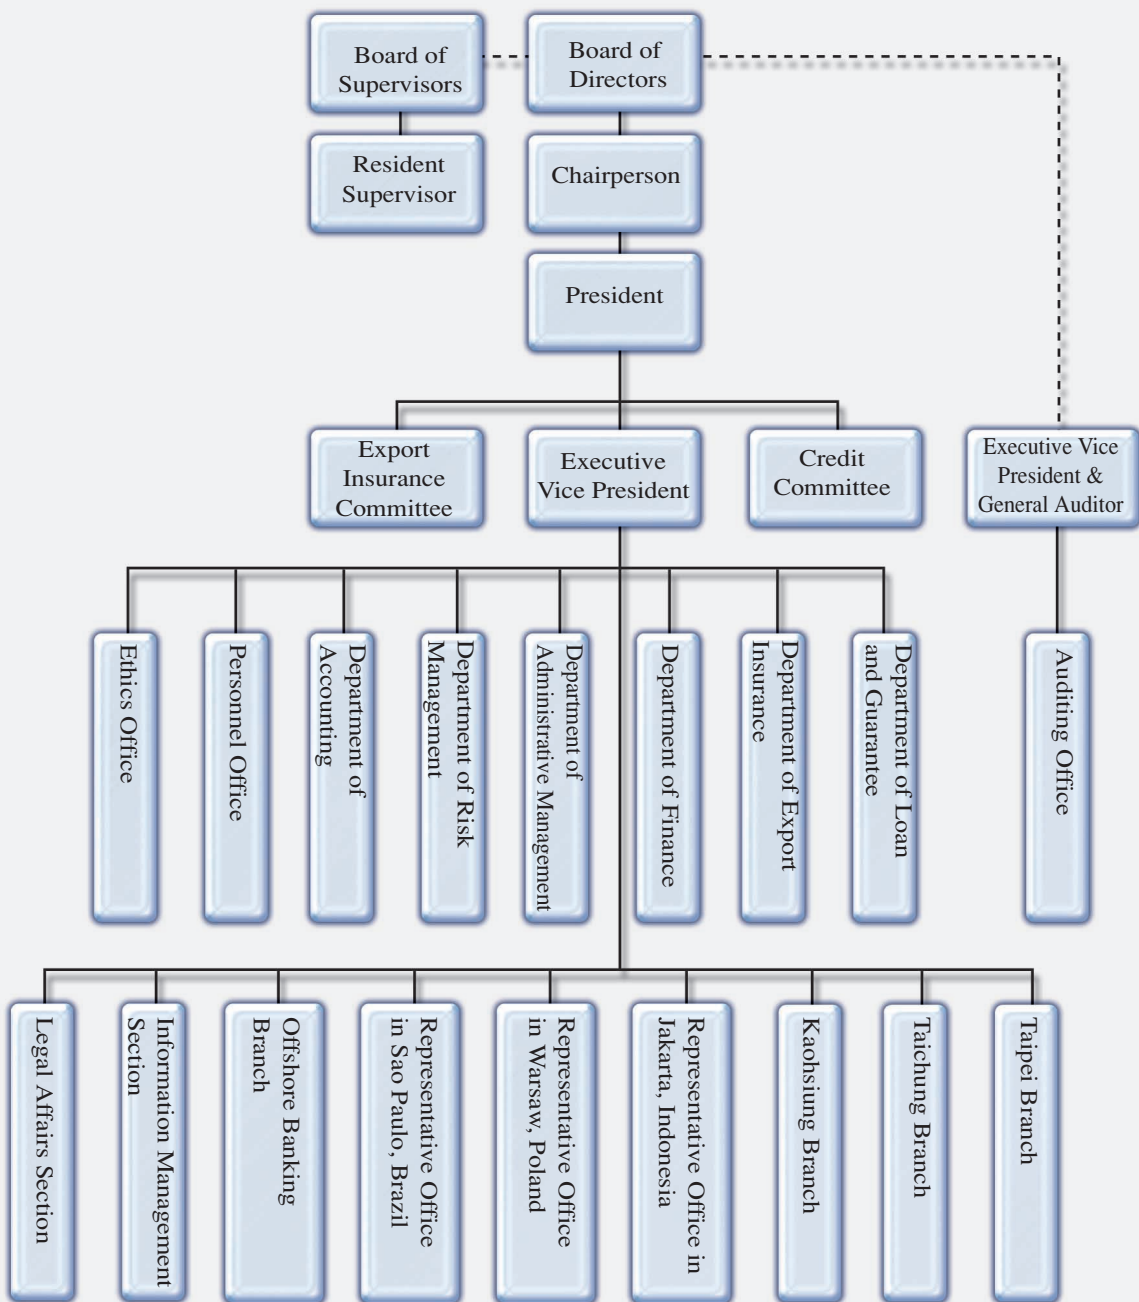 Board of
Supervisors
Board of
Directors
Resident
Supervisor
Chairperson
President
Export
Insurance
Committee
Executive
Vice President
Credit
Committee
Executive Vice
President &
General Auditor
Ethics Office
Personnel Office
Department of
Accounting
Department of Risk
Management
Department of
Administrative Management
Department of Finance
Department of Export
Insurance
Department of Loan
and Guarantee
Auditing Office
Legal Affairs Section
Information Management
Section
Offshore Banking
Branch
Representative Office
in Sao Paulo, Brazil
Representative Office
in Warsaw, Poland
Representative Office in
Jakarta, Indonesia
Kaohsiung Branch
Taichung Branch
Taipei Branch